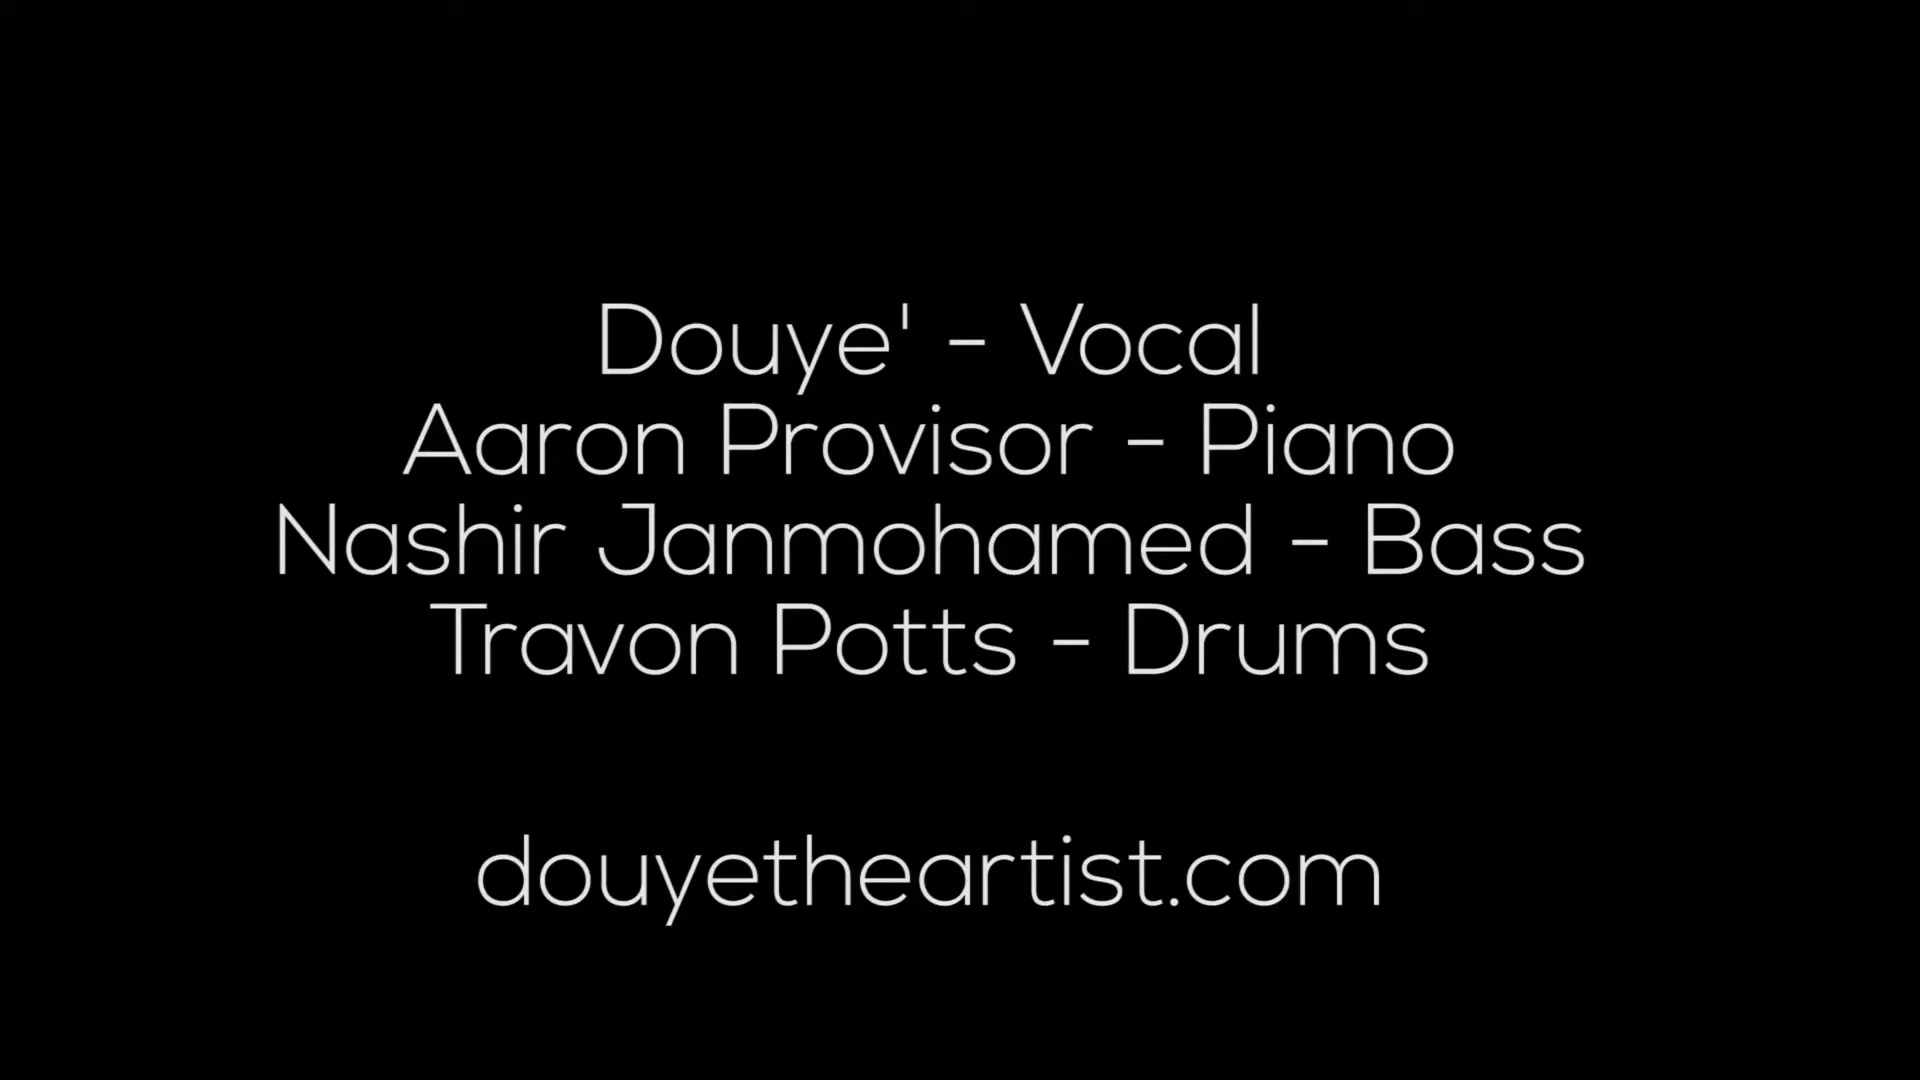 Douye' - Vocal
Aaron Provisor - Piano
Nashir Janmohamed - Bass
Travon Potts - Drums
douyetheartist.com